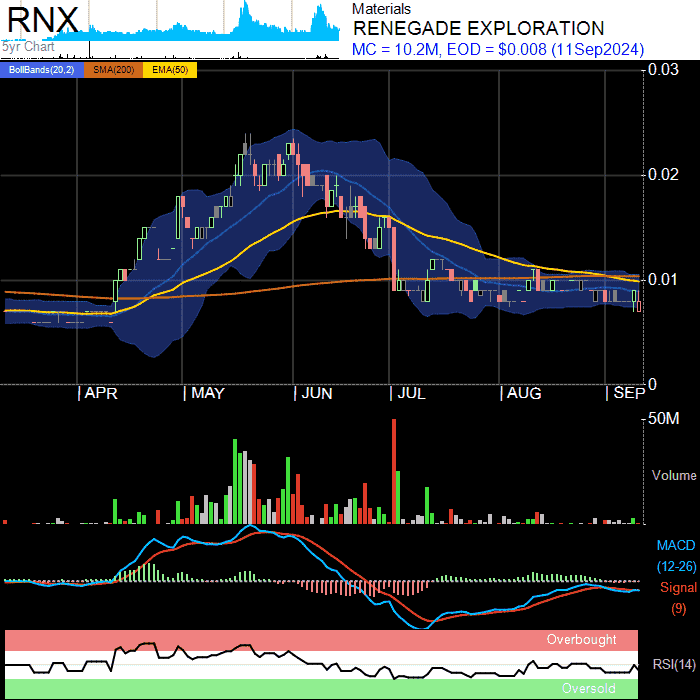 RNX
5yr Chart
Materials
RENEGADE EXPLORATION
MC = 10.2M, EOD = $0.008 (11Sep2024)
BollBands(20,2) SMA(200) EMA(50)
0.03
0.02
0.01
0
APR MAY JUN JUL AUG SEP
50M
Volume
MACD
(12-26)
Signal
(9)
Overbought
RSI(14)
Oversold